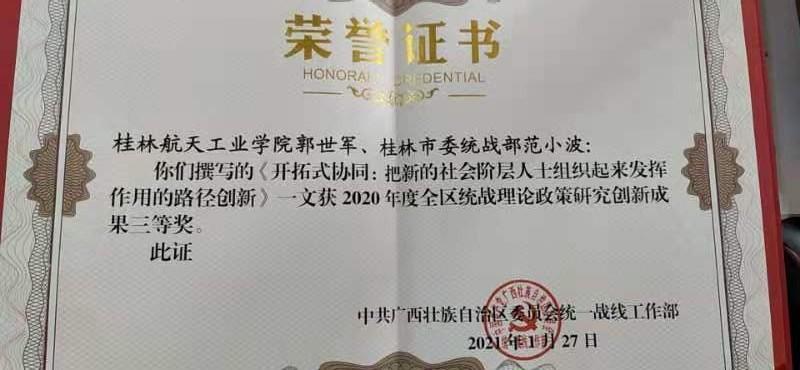 荣誉证书
HONORARY CREDENTIAL
桂林航天工业学院郭世军、桂林市委统战部范小波：
你们撰写的《开拓式协同：把新的社会阶层人士组织起来发挥
作用的路径创新》一文获2020年度全区统战理论政策研究创新成
果三等奖。
此证
中共广西壮族自治区委员会统一战线工作部
2021年1月27日